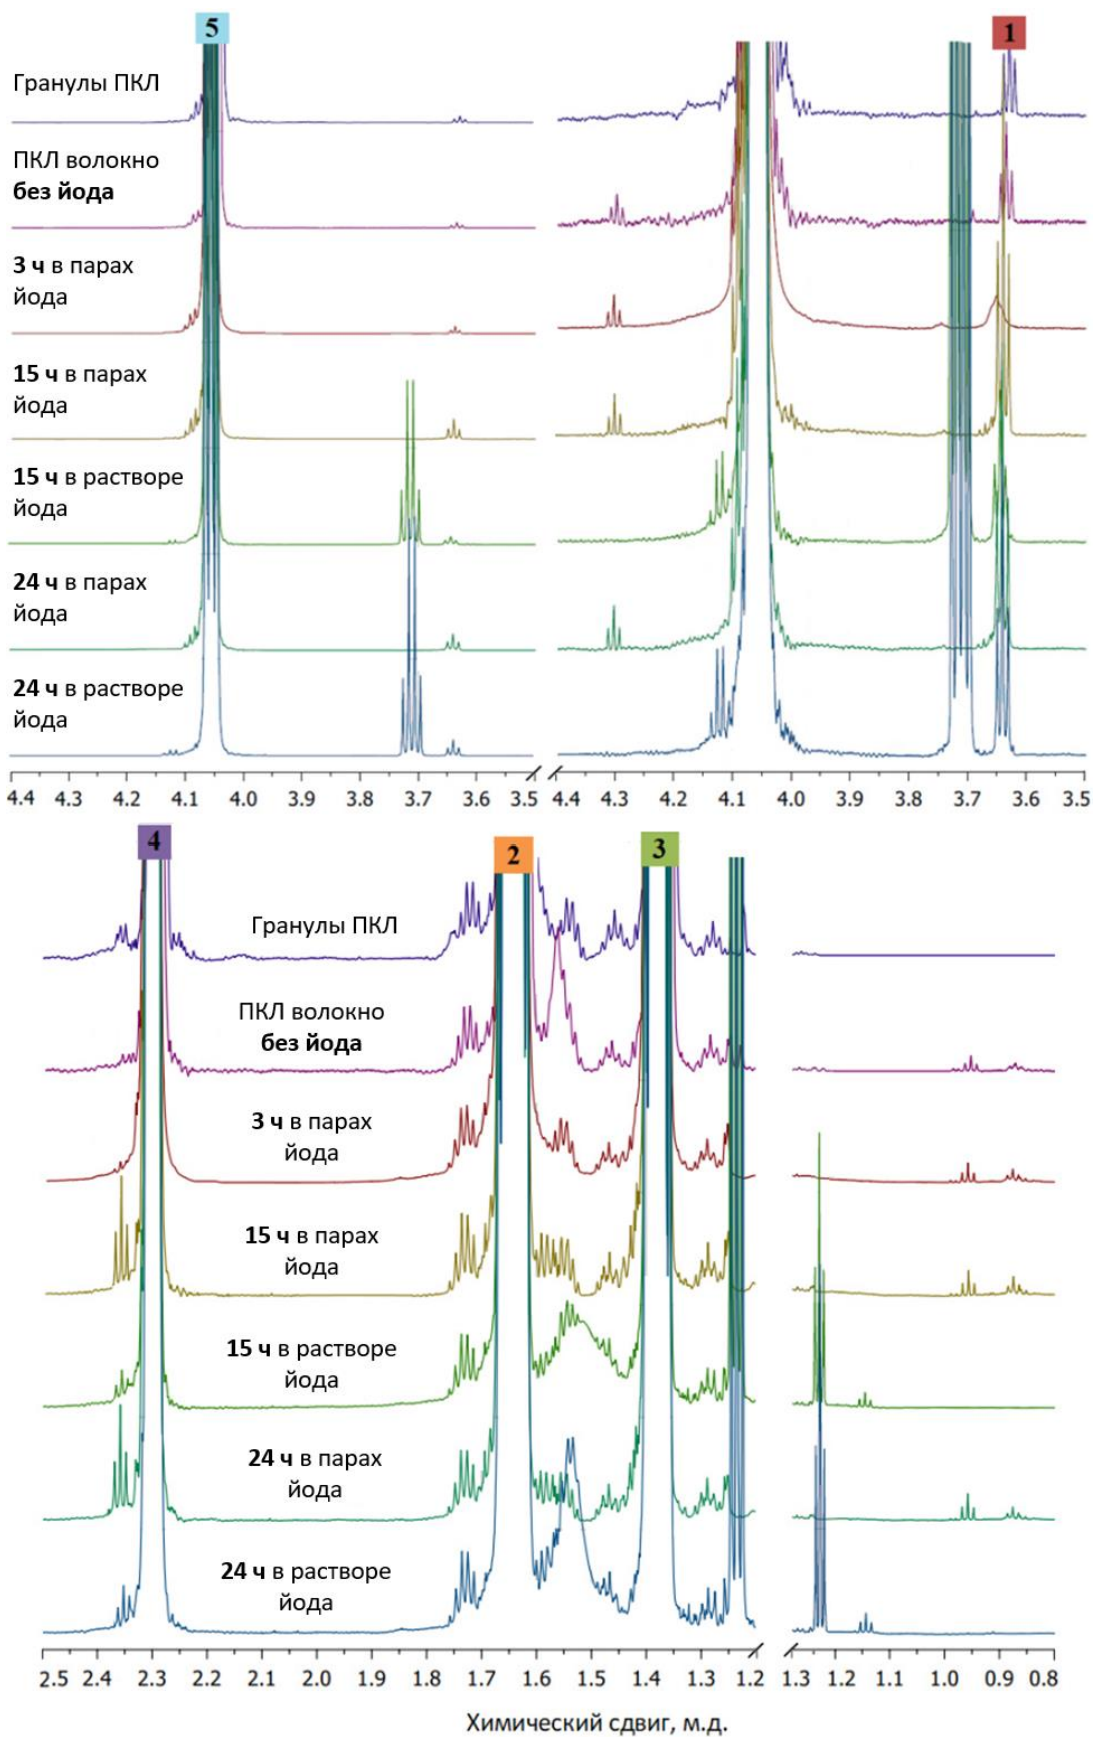 5
1
Гранулы ПКЛ
ПКЛ волокно
без йода
3 ч в парах
йода
15 ч в парах
йода
15 ч в растворе
йода
24 ч в парах
йода
24 ч в растворе
йода
4.4 4.3 4.2 4.1 4.0 3.9 3.8 3.7 3.6 3.5
4.4 4.3 4.2 4.1 4.0 3.9 3.8 3.7 3.6 3.5
4
2
3
Гранулы ПКЛ
ПКЛ волокно
без йода
3 ч в парах
йода
15 ч в парах
йода
15 ч в растворе
йода
24 ч в парах
йода
24 ч в растворе
йода
2.5 2.4 2.3 2.2 2.1 2.0 1.9 1.8 1.7 1.6 1.5 1.4 1.3 1.2
1.3 1.2 1.1 1.0 0.9 0.8
Химический сдвиг, м.д.